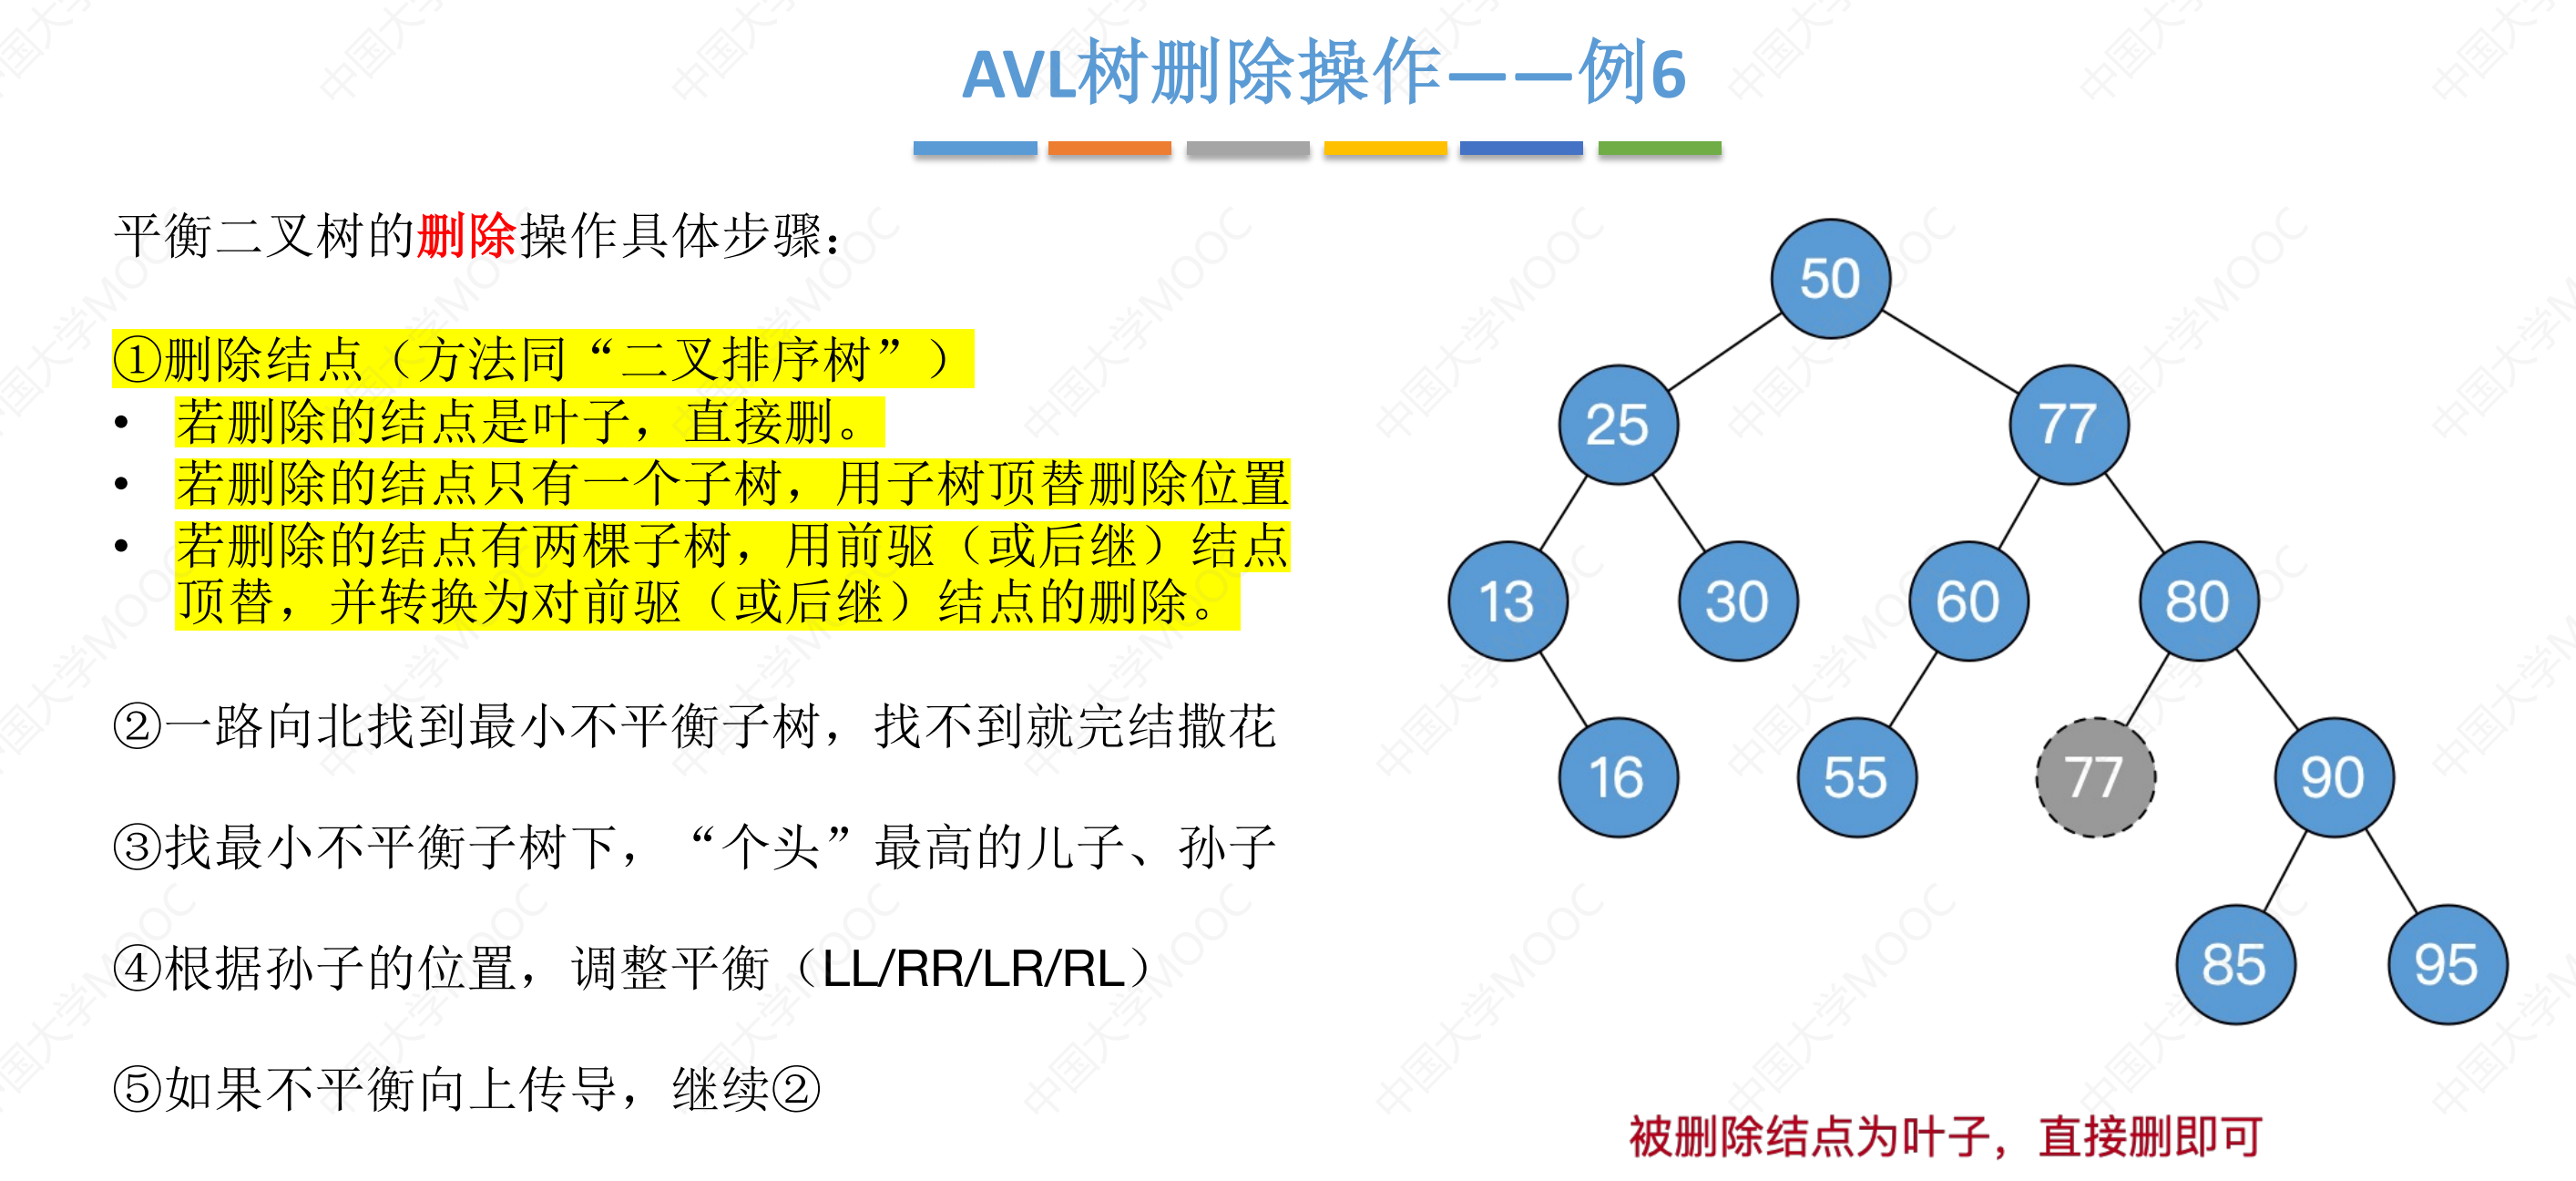 AVL树删除操作——例6
平衡二叉树的删除操作具体步骤：
①删除结点（方法同“二叉排序树”）
• 若删除的结点是叶子，直接删。
• 若删除的结点只有一个子树，用子树顶替删除位置
• 若删除的结点有两棵子树，用前驱（或后继）结点
顶替，并转换为对前驱（或后继）结点的删除。
②一路向北找到最小不平衡子树，找不到就完结撒花
③找最小不平衡子树下，“个头”最高的儿子、孙子
④根据孙子的位置，调整平衡（LL/RR/LR/RL）
⑤如果不平衡向上传导，继续②
50
25
77
13
30
60
80
16
55
77
90
85
95
被删除结点为叶子，直接删即可
中国大学MOOC